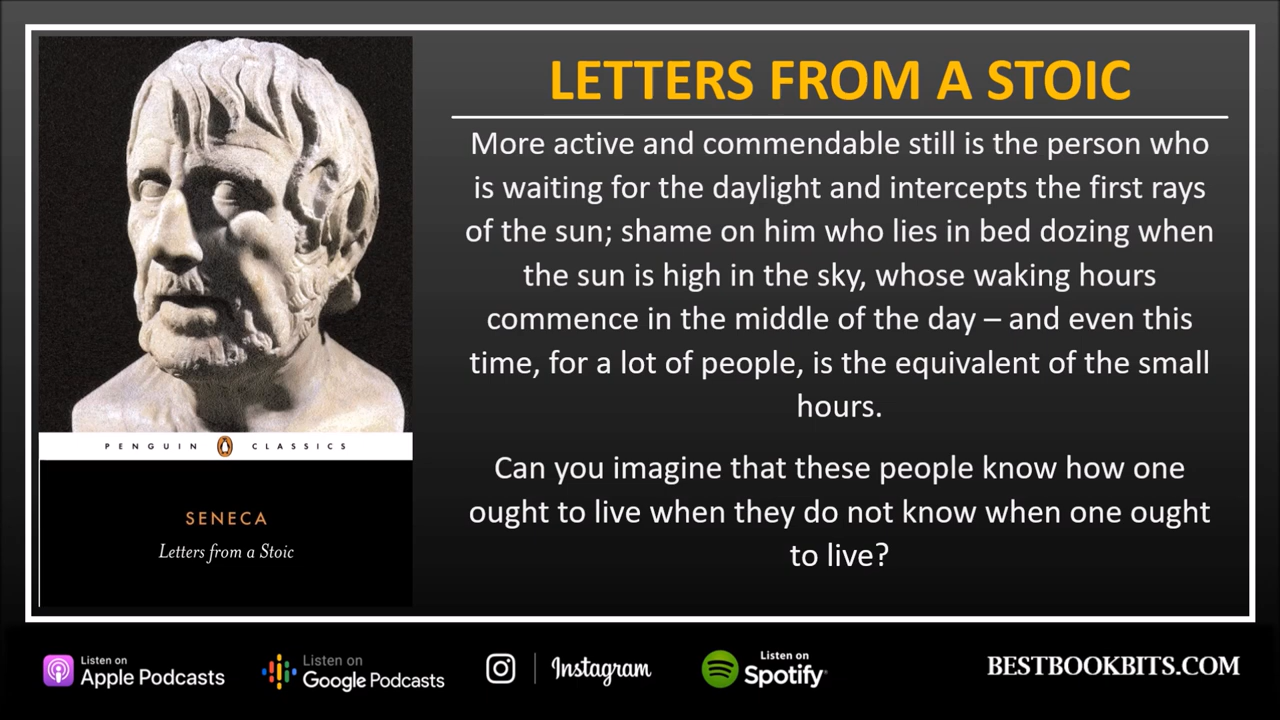 LETTERS FROM A STOIC
More active and commendable still is the person who
is waiting for the daylight and intercepts the first rays
of the sun; shame on him who lies in bed dozing when
the sun is high in the sky, whose waking hours
commence in the middle of the day – and even this
time, for a lot of people, is the equivalent of the small
hours.
Can you imagine that these people know how one
ought to live when they do not know when one ought
to live?
PENGUIN CLASSICS
SENECA
Letters from a Stoic
Listen on
Apple Podcasts
Listen on
Google Podcasts
Instagram
Listen on
Spotify
BESTBOOKBITS.COM